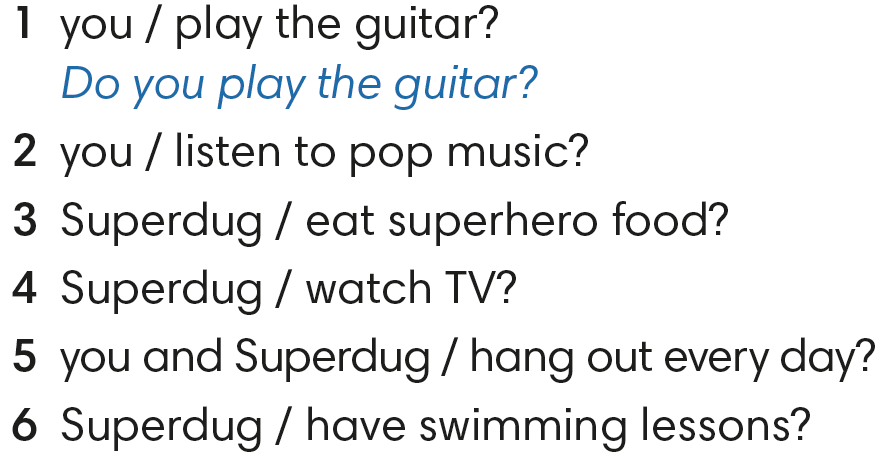 1 you / play the guitar?
Do you play the guitar?
2 you / listen to pop music?
3 Superdug / eat superhero food?
4 Superdug / watch TV?
5 you and Superdug / hang out every day?
6 Superdug / have swimming lessons?